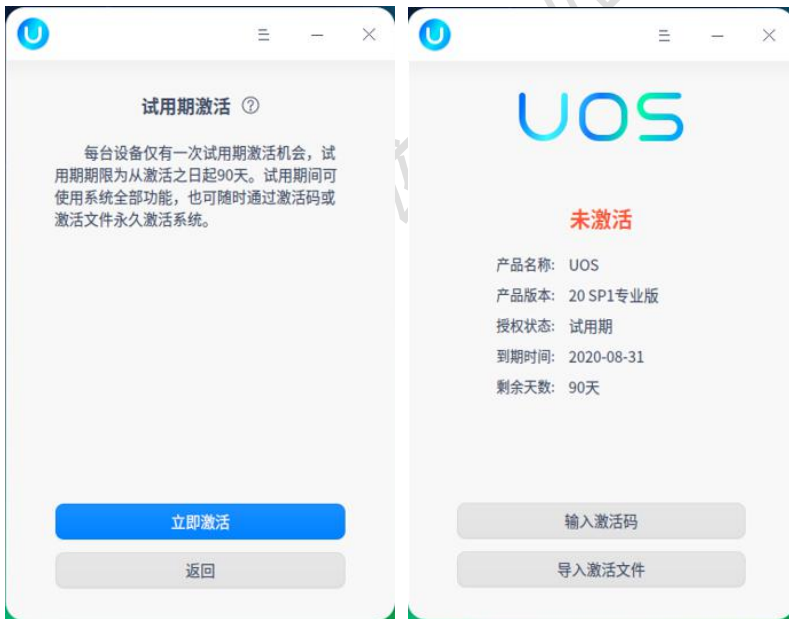 试用期激活
每台设备仅有一次试用期激活机会，试
用期期限为从激活之日起90天。试用期间可
使用系统全部功能，也可随时通过激活码或
激活文件永久激活系统。
立即激活
返回
UOS
未激活
产品名称: UOS
产品版本: 20 SP1专业版
授权状态: 试用期
到期时间: 2020-08-31
剩余天数: 90天
输入激活码
导入激活文件